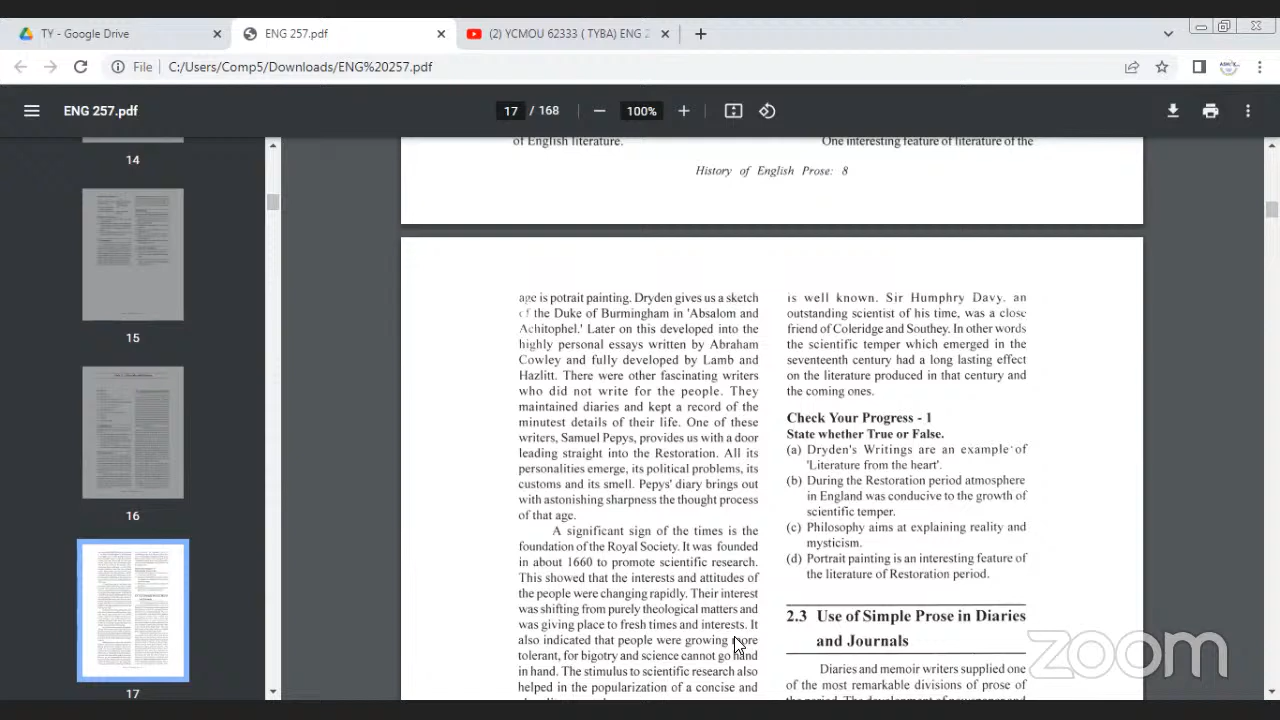 TY - Google Drive
ENG 257.pdf
(2) YCMOU 62333 ( TYBA) ENG 2
File
C:/Users/Comp5/Downloads/ENG%20257.pdf
ENG 257.pdf
17 / 168
100%
14
15
16
17
of English literature.
One interesting feature of literature of the
History of English Prose: 8
age is potrait painting. Dryden gives us a sketch
of the Duke of Burmingham in 'Absalom and
Achitophel.' Later on this developed into the
highly personal essays written by Abraham
Cowley and fully developed by Lamb and
Hazlitt. There were other fascinating writers
who did not write for the people. They
maintained diaries and kept a record of the
minutest details of their life. One of these
writers, Samuel Pepys, provides us with a door
leading straight into the Restoration. All its
personalities emerge, its political problems, its
customs and its smell. Pepys' diary brings out
with astonishing sharpness the thought process
of that age.
A significant sign of the times is the
foundation of the Royal Society. It was founded
in about 1660 to promote scientific research.
This showed that the interests and attitudes of
the people were changing rapidly. Their interest
was shifting from purely theological matters and
was giving place to fresh times and interests. It
also indicated that people were growing more
tolerant, for bigotry and science cannot go hand
in hand. The stimulus to scientific research also
helped in the popularization of a concise and
is well known. Sir Humphry Davy, an
outstanding scientist of his time, was a close
friend of Coleridge and Southey. In other words
the scientific temper which emerged in the
seventeenth century had a long lasting effect
on the literature produced in that century and
the coming ones.
Check Your Progress - 1
State whether True or False.
(a) Dryden's Writings are an example of
'Literature from the heart'.
(b) During the Restoration period atmosphere
in England was conducive to the growth of
scientific temper.
(c) Philosophy aims at explaining reality and
mysticism.
(d) Portrait painting is an interesting feature of
the literature of Restoration period.
2.3 Use of Simple Prose in Diaries
and Journals
Diaries and memoir writers supplied one
of the most remarkable divisions of prose of
zoom